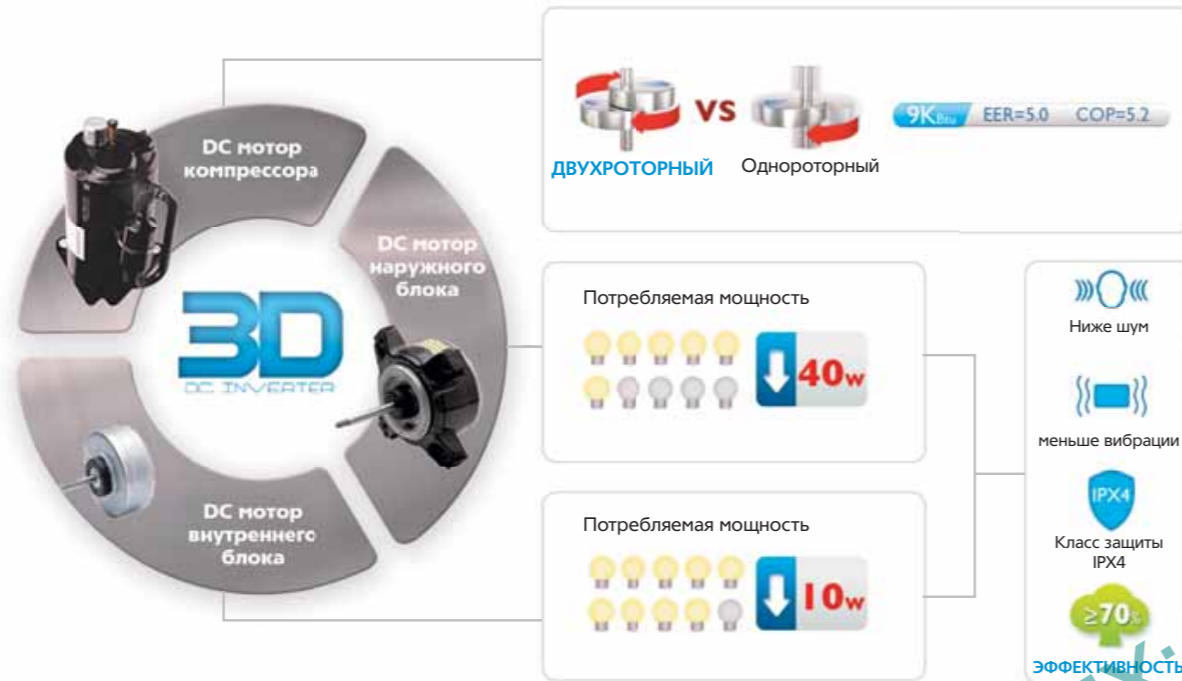 DC мотор
компрессора
DC мотор
наружного
блока
3D
DC INVERTER
DC мотор
внутреннего
блока
VS
ДВУХРОТОРНЫЙ
Однороторный
9K Btu EER=5.0 COP=5.2
Потребляемая мощность
40w
Потребляемая мощность
10w
Ниже шум
меньше вибрации
IPX4
Класс защиты
IPX4
≥70%
ЭФФЕКТИВНОСТЬ